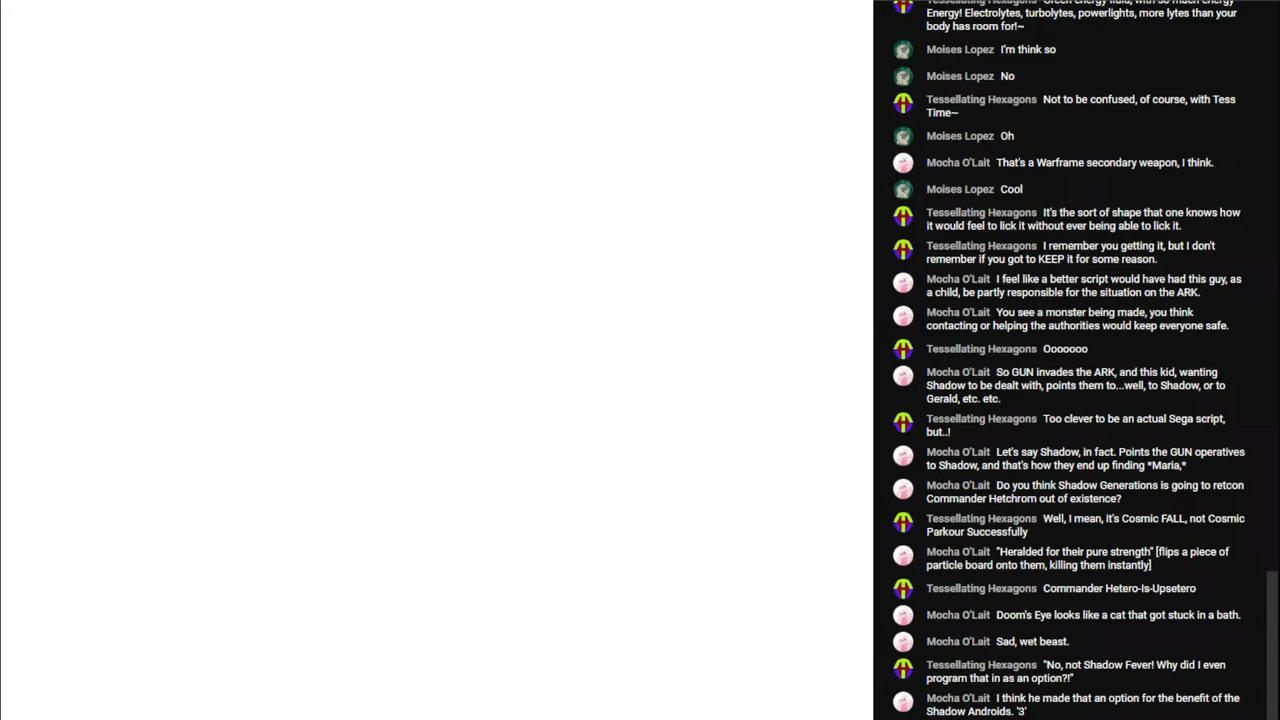 Tessellating Hexagons Green energy fluid, with so much energy
Energy! Electrolytes, turbolytes, powerlights, more lytes than your
body has room for!~
Moises Lopez I'm think so
Moises Lopez No
Tessellating Hexagons Not to be confused, of course, with Tess
Time~
Moises Lopez Oh
Mocha O'Lait That's a Warframe secondary weapon, I think.
Moises Lopez Cool
Tessellating Hexagons It's the sort of shape that one knows how
it would feel to lick it without ever being able to lick it.
Tessellating Hexagons I remember you getting it, but I don't
remember if you got to KEEP it for some reason.
Mocha O'Lait I feel like a better script would have had this guy, as
a child, be partly responsible for the situation on the ARK.
Mocha O'Lait You see a monster being made, you think
contacting or helping the authorities would keep everyone safe.
Tessellating Hexagons Ooooooo
Mocha O'Lait So GUN invades the ARK, and this kid, wanting
Shadow to be dealt with, points them to...well, to Shadow, or to
Gerald, etc. etc.
Tessellating Hexagons Too clever to be an actual Sega script,
but..!
Mocha O'Lait Let's say Shadow, in fact. Points the GUN operatives
to Shadow, and that's how they end up finding *Maria,*
Mocha O'Lait Do you think Shadow Generations is going to retcon
Commander Hetchrom out of existence?
Tessellating Hexagons Well, I mean, it's Cosmic FALL, not Cosmic
Parkour Successfully
Mocha O'Lait "Heralded for their pure strength" [flips a piece of
particle board onto them, killing them instantly]
Tessellating Hexagons Commander Hetero-Is-Upsetero
Mocha O'Lait Doom's Eye looks like a cat that got stuck in a bath.
Mocha O'Lait Sad, wet beast.
Tessellating Hexagons "No, not Shadow Fever! Why did I even
program that in as an option?!"
Mocha O'Lait I think he made that an option for the benefit of the
Shadow Androids. '3'